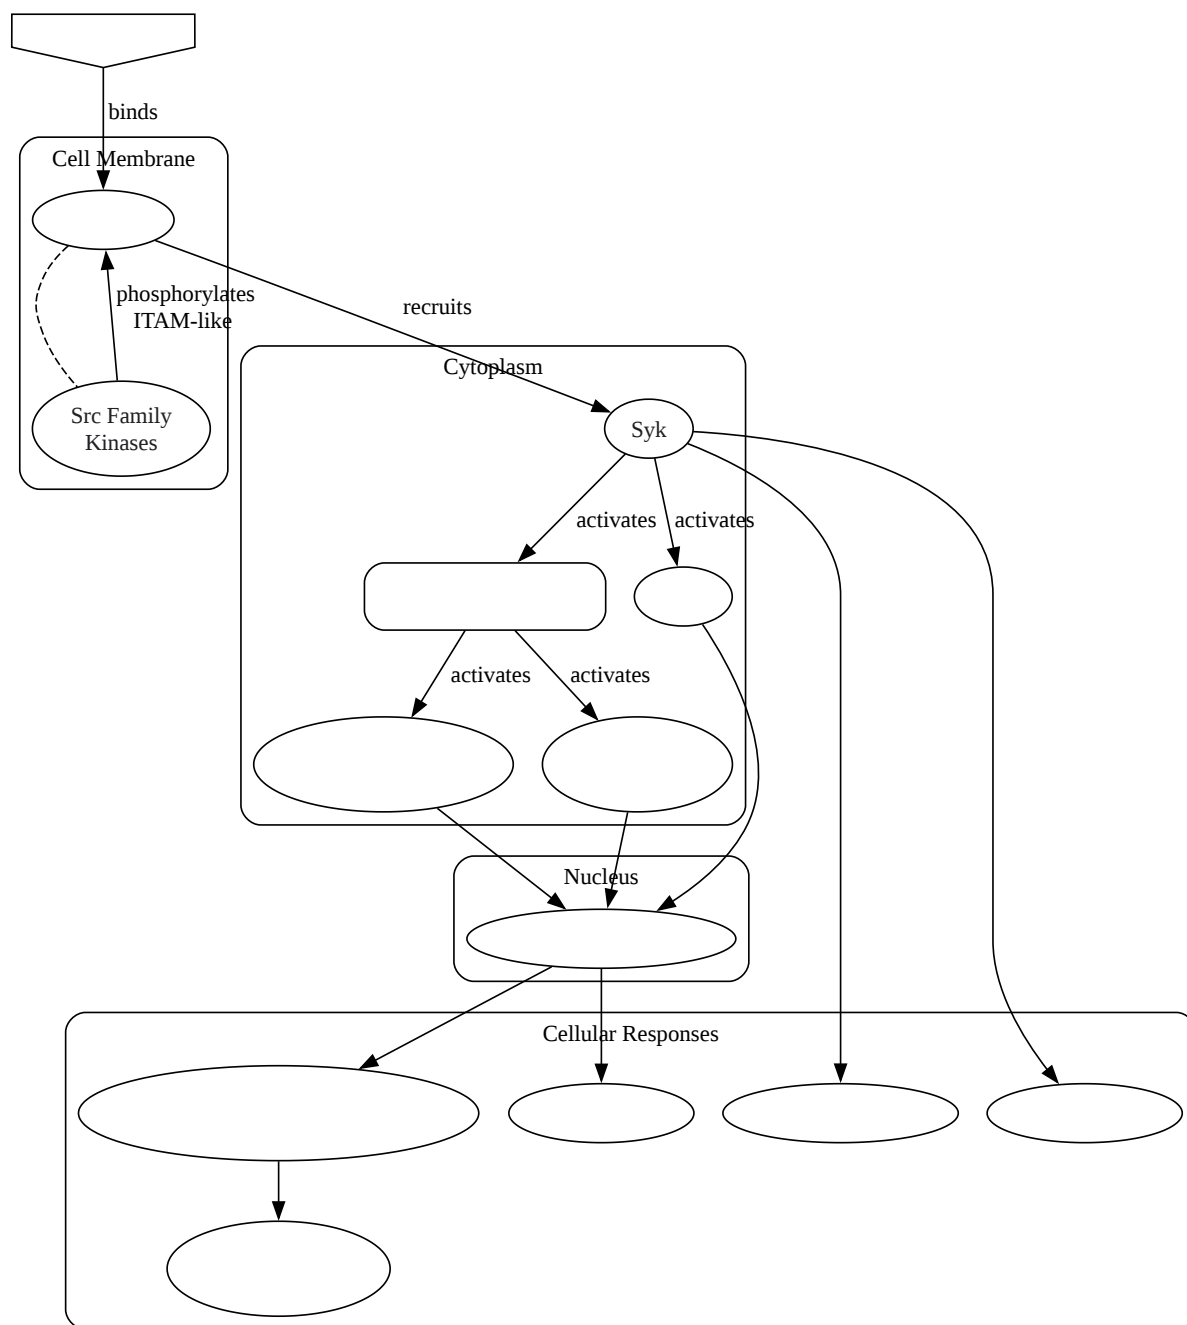 binds
Cell Membrane
phosphorylates
ITAM-like
recruits
Cytoplasm
Src Family
Kinases
Syk
activates
activates
activates
activates
Nucleus
Cellular Responses